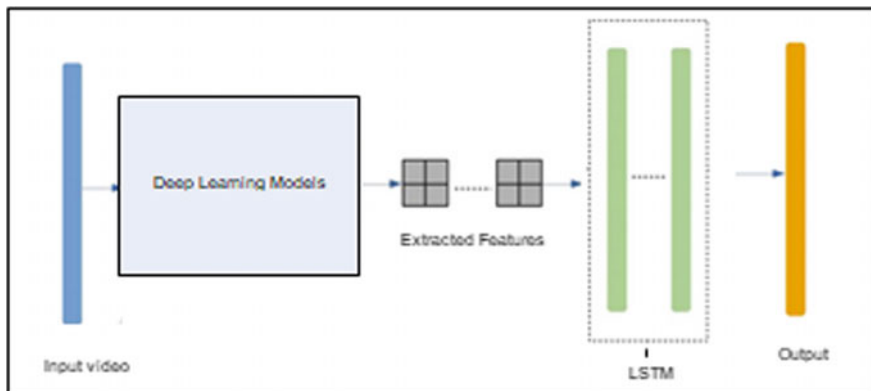 Deep Learning Models
Extracted Features
Input video
LSTM
Output